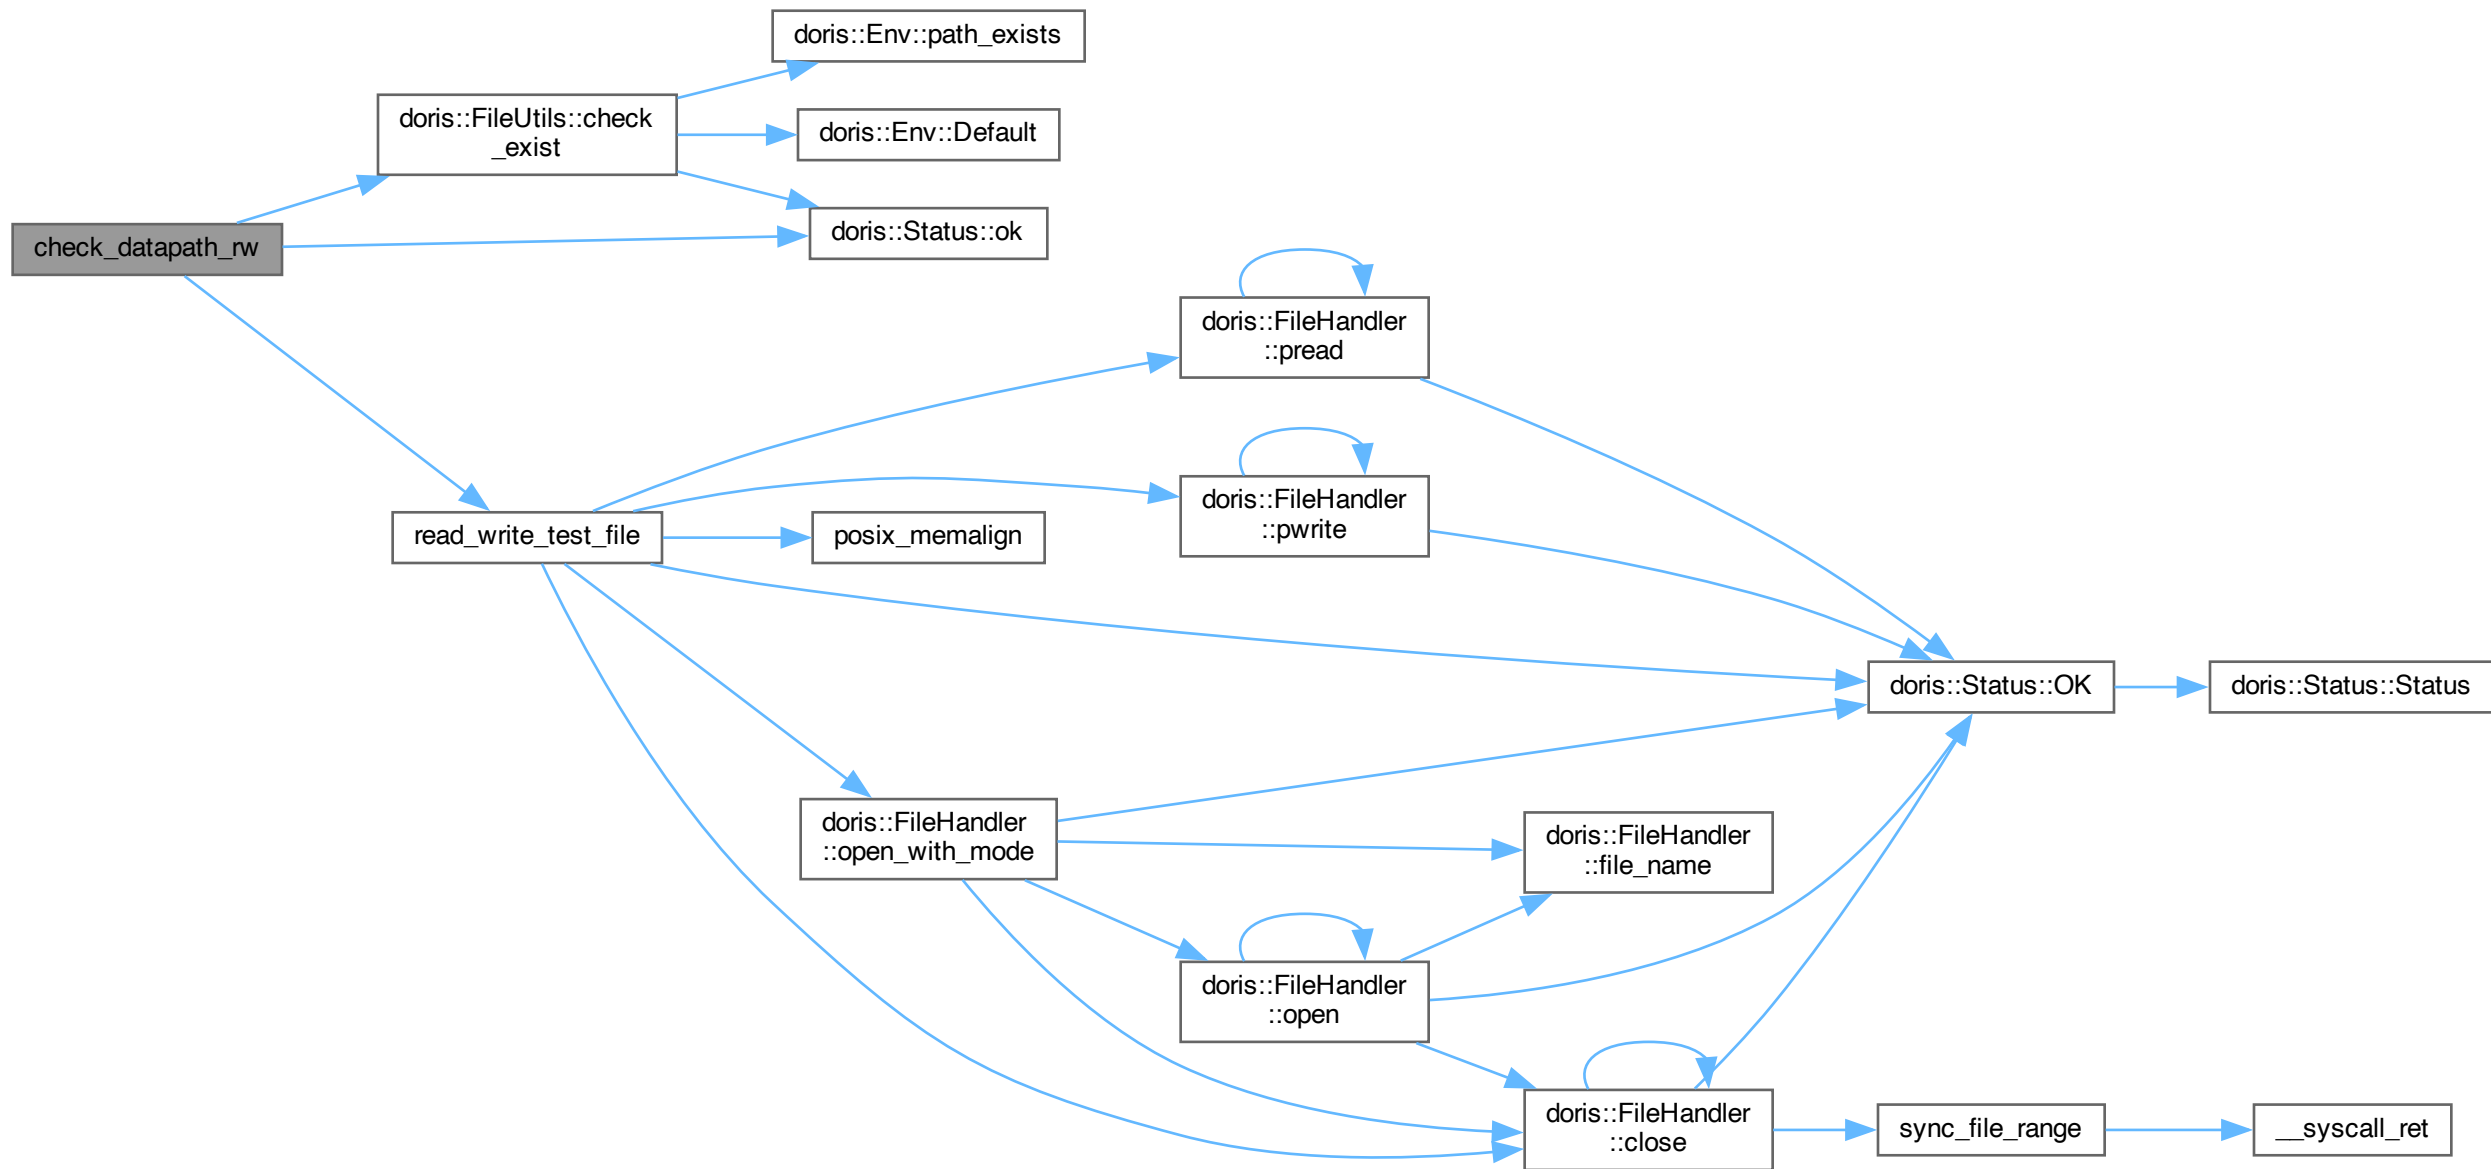 doris::Env::path_exists
doris::FileUtils::check
_exist
doris::Env::Default
doris::Status::ok
check_datapath_rw
doris::FileHandler
::pread
doris::FileHandler
::pwrite
read_write_test_file
posix_memalign
doris::Status::OK
doris::Status::Status
doris::FileHandler
::open_with_mode
doris::FileHandler
::file_name
doris::FileHandler
::open
doris::FileHandler
::close
sync_file_range
__syscall_ret